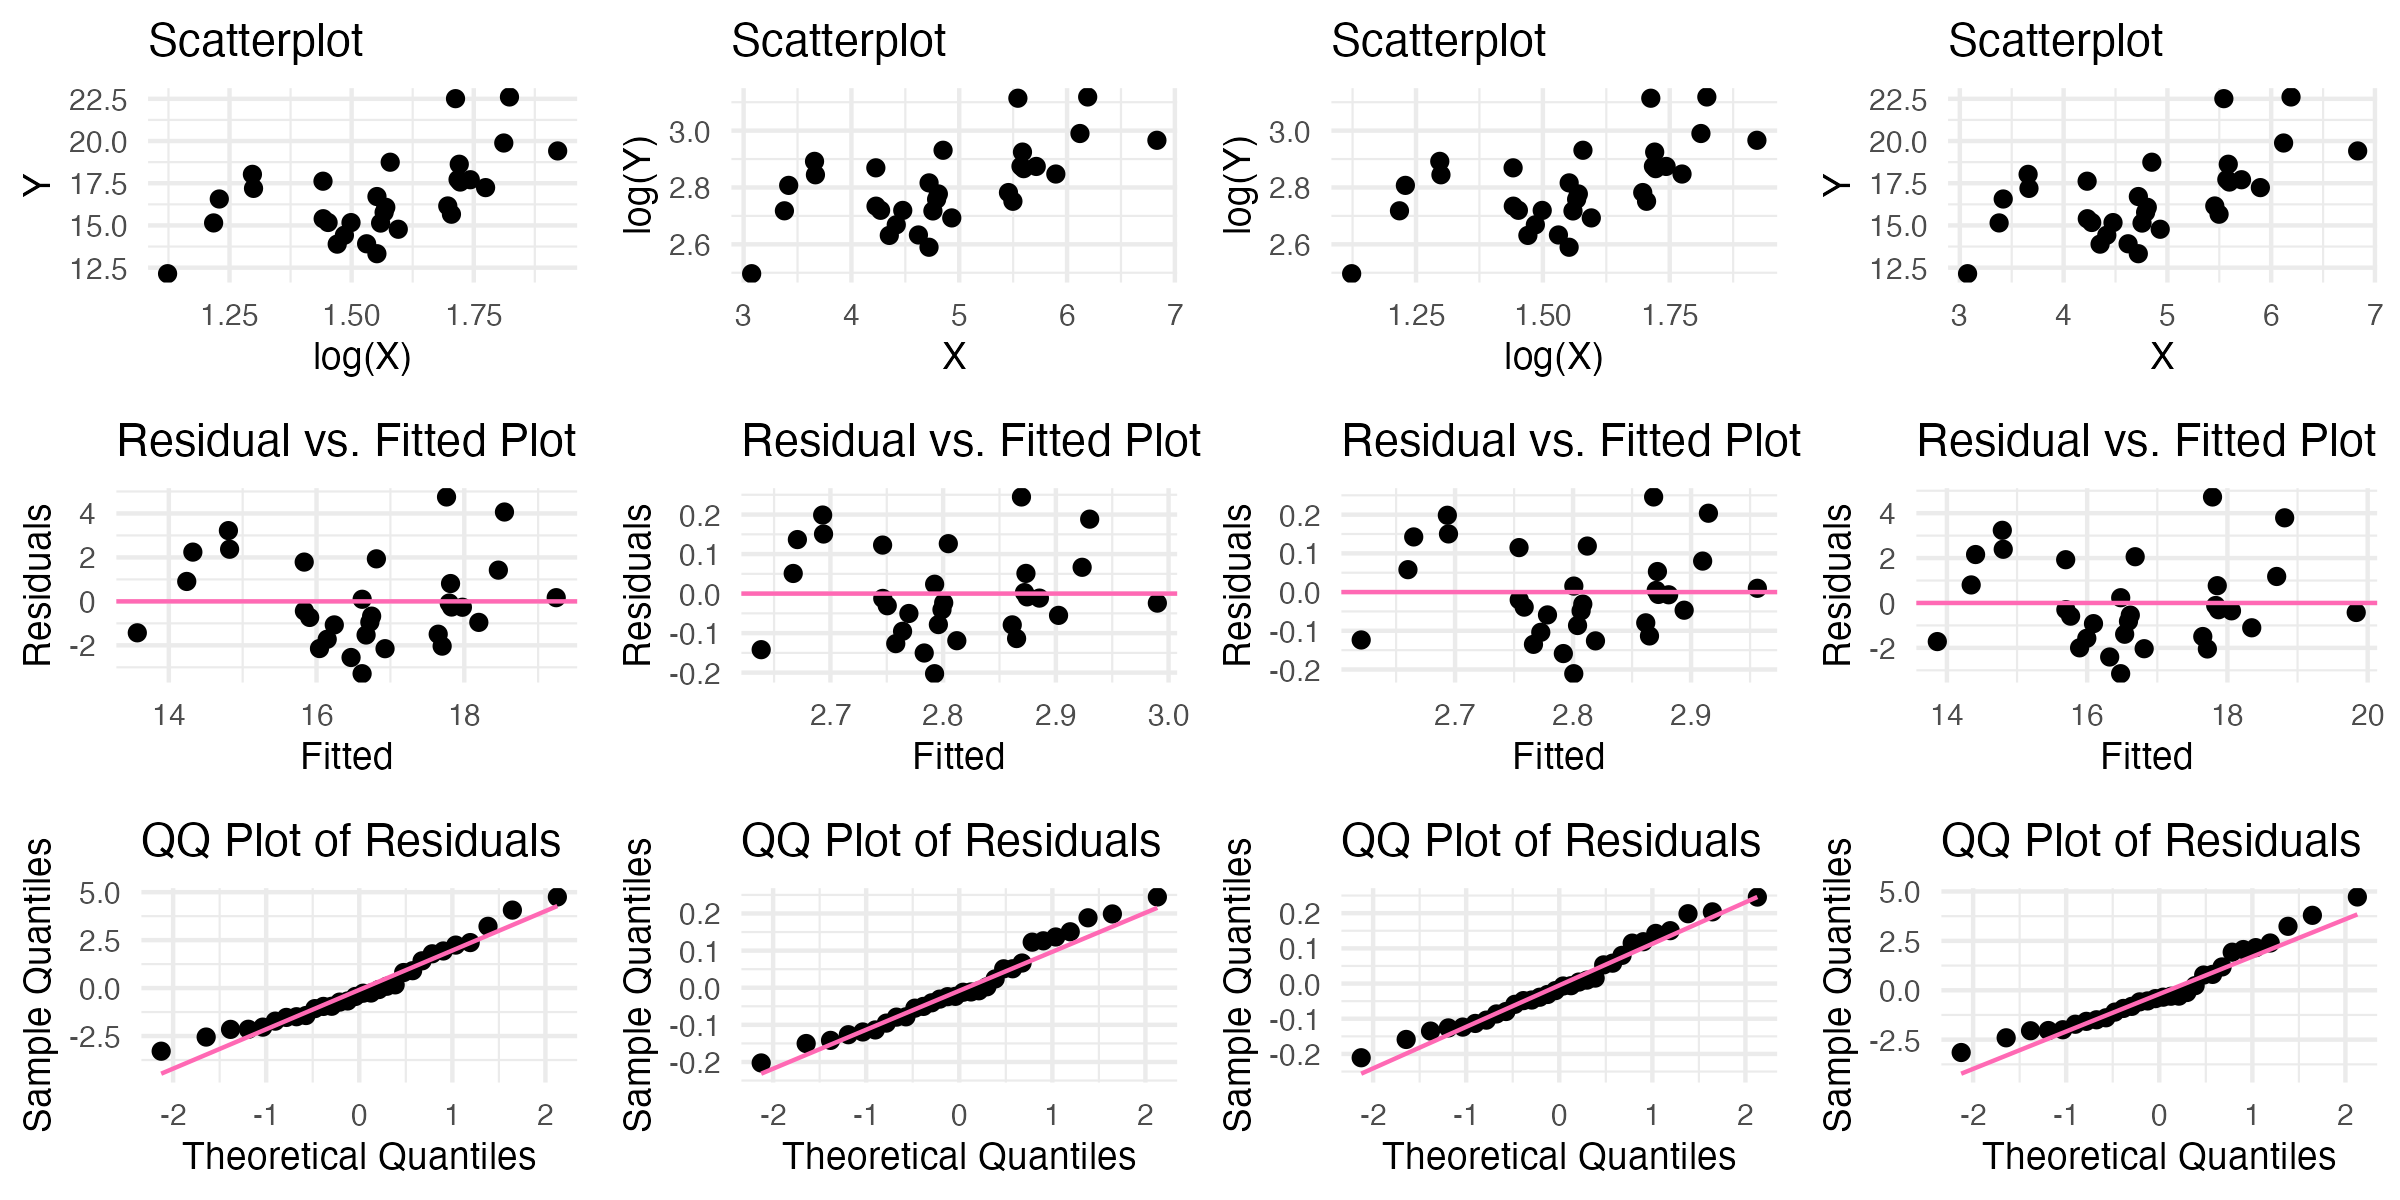 Scatterplot
Y
22.5
20.0
17.5
15.0
12.5
1.25 1.50 1.75
log(X)
Scatterplot
log(Y)
3.0
2.8
2.6
3 4 5 6 7
X
Scatterplot
log(Y)
3.0
2.8
2.6
1.25 1.50 1.75
log(X)
Scatterplot
Y
22.5
20.0
17.5
15.0
12.5
3 4 5 6 7
X
Residual vs. Fitted Plot
Residuals
4
2
0
-2
14 16 18
Fitted
Residual vs. Fitted Plot
Residuals
0.2
0.1
0.0
-0.1
-0.2
2.7 2.8 2.9 3.0
Fitted
Residual vs. Fitted Plot
Residuals
0.2
0.1
0.0
-0.1
-0.2
2.7 2.8 2.9
Fitted
Residual vs. Fitted Plot
Residuals
4
2
0
-2
14 16 18 20
Fitted
QQ Plot of Residuals
Sample Quantiles
5.0
2.5
0.0
-2.5
-2 -1 0 1 2
Theoretical Quantiles
QQ Plot of Residuals
Sample Quantiles
0.2
0.1
0.0
-0.1
-0.2
-2 -1 0 1 2
Theoretical Quantiles
QQ Plot of Residuals
Sample Quantiles
0.2
0.1
0.0
-0.1
-0.2
-2 -1 0 1 2
Theoretical Quantiles
QQ Plot of Residuals
Sample Quantiles
5.0
2.5
0.0
-2.5
-2 -1 0 1 2
Theoretical Quantiles